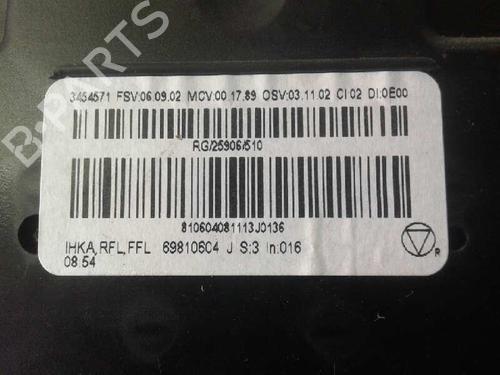 B-PARTS
3454571 FSV:06.09.02 MCV:00.17.89 OSV:03.11.02 CI:02 DI:0E00
RG/25906/510
810604081113J0136
IHKA,RFL,FFL 69810604 J S:3 In:016
08:54
R